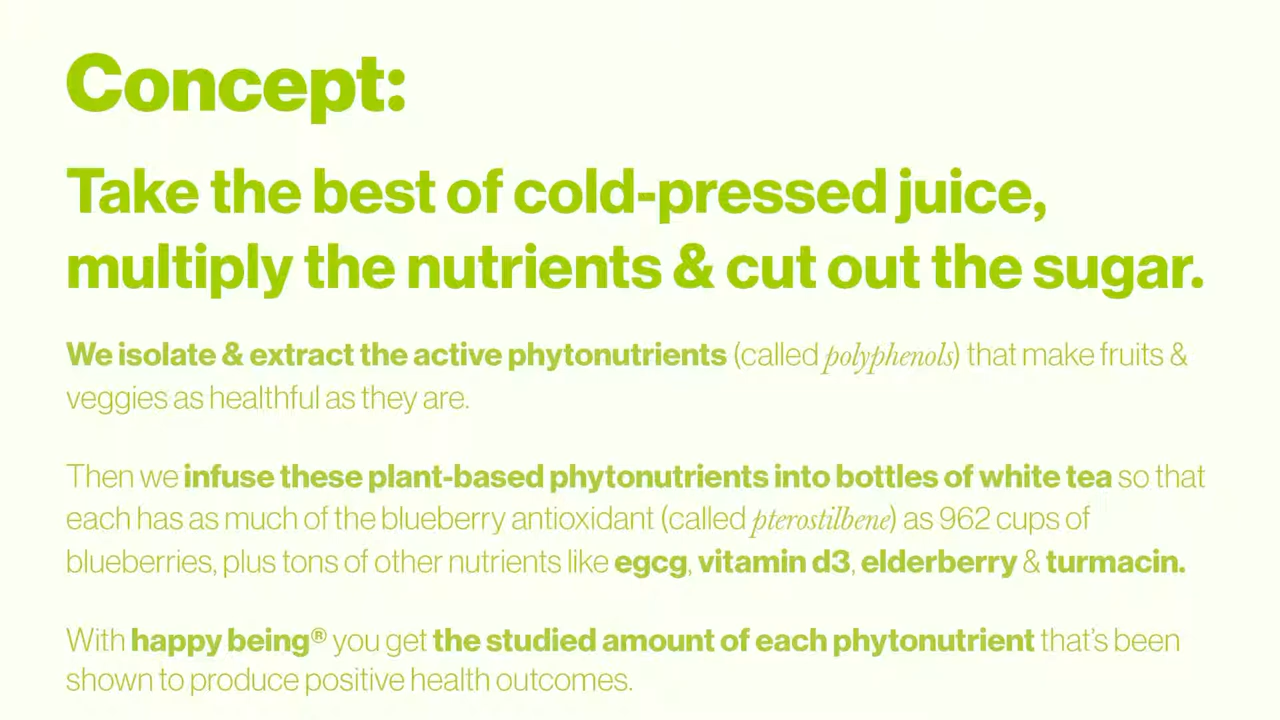 Concept:
Take the best of cold-pressed juice,
multiply the nutrients & cut out the sugar.
We isolate & extract the active phytonutrients (called polyphenols) that make fruits &
veggies as healthful as they are.
Then we infuse these plant-based phytonutrients into bottles of white tea so that
each has as much of the blueberry antioxidant (called pterostilbene) as 962 cups of
blueberries, plus tons of other nutrients like egcg, vitamin d3, elderberry & turmacin.
With happy being® you get the studied amount of each phytonutrient that's been
shown to produce positive health outcomes.